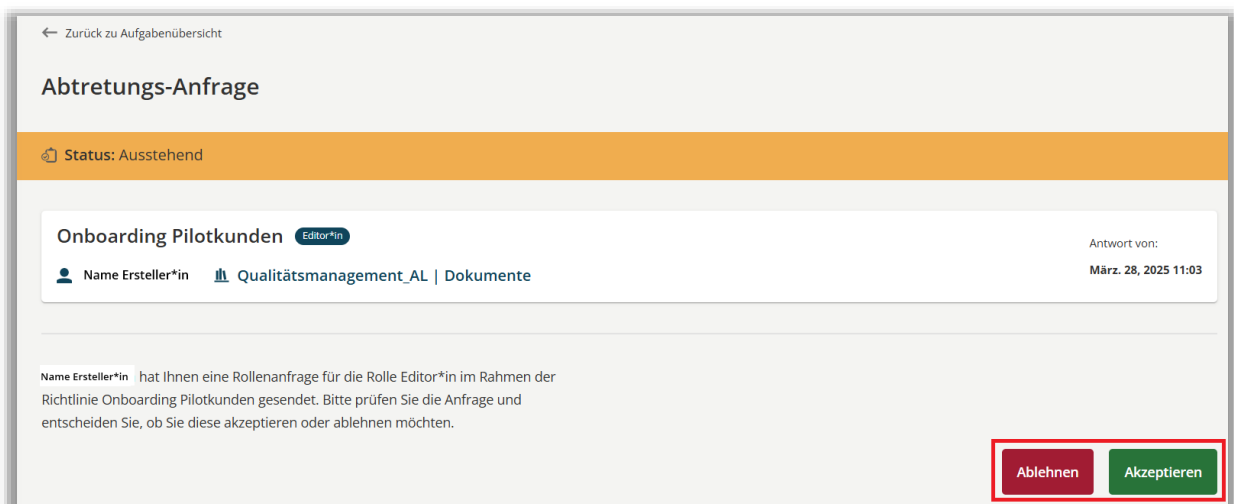 ← Zurück zu Aufgabenübersicht
Abtretungs-Anfrage
Status: Ausstehend
Onboarding Pilotkunden Editor*in
Antwort von:
Name Ersteller*in Qualitätsmanagement_AL | Dokumente
März. 28, 2025 11:03
Name Ersteller*in hat Ihnen eine Rollenanfrage für die Rolle Editor*in im Rahmen der
Richtlinie Onboarding Pilotkunden gesendet. Bitte prüfen Sie die Anfrage und
entscheiden Sie, ob Sie diese akzeptieren oder ablehnen möchten.
Ablehnen Akzeptieren